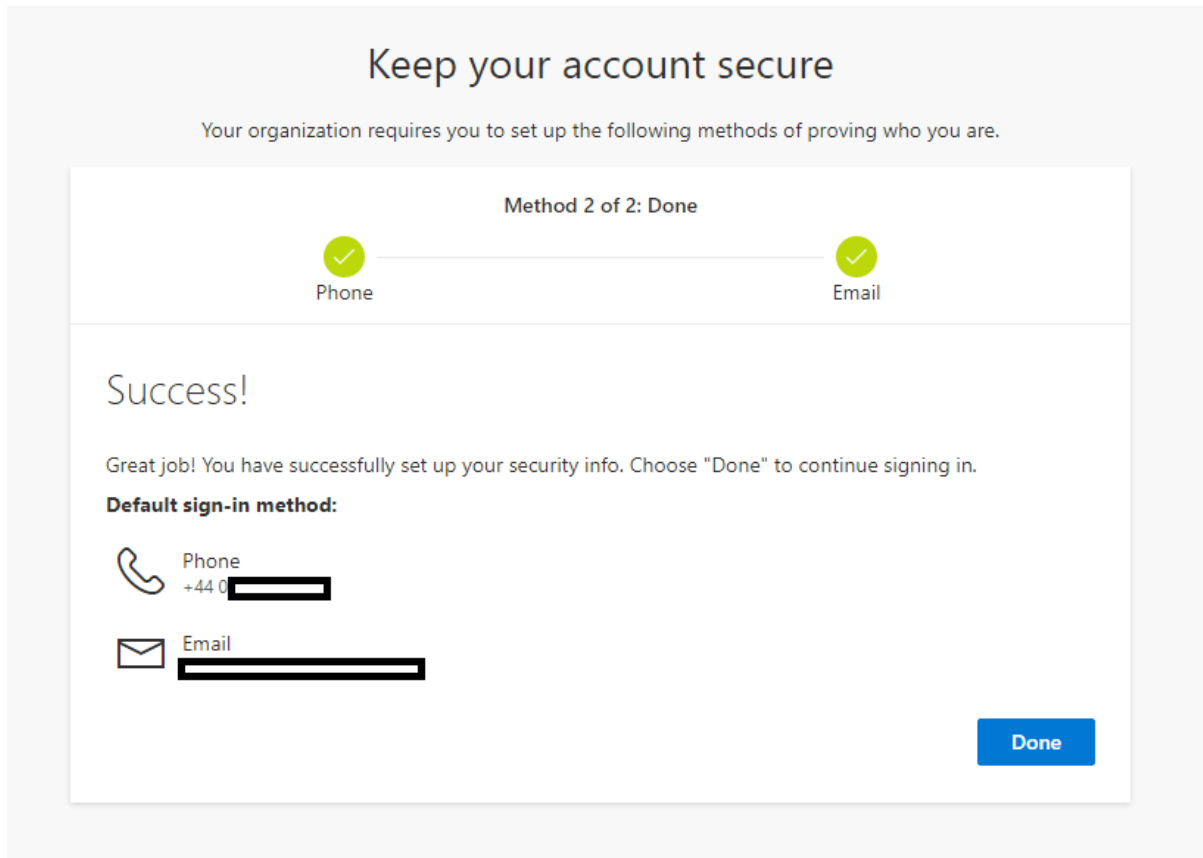 Keep your account secure
Your organization requires you to set up the following methods of proving who you are.
Method 2 of 2: Done
Phone
Email
Success!
Great job! You have successfully set up your security info. Choose "Done" to continue signing in.
Default sign-in method:
Phone
+44 0
Email
Done